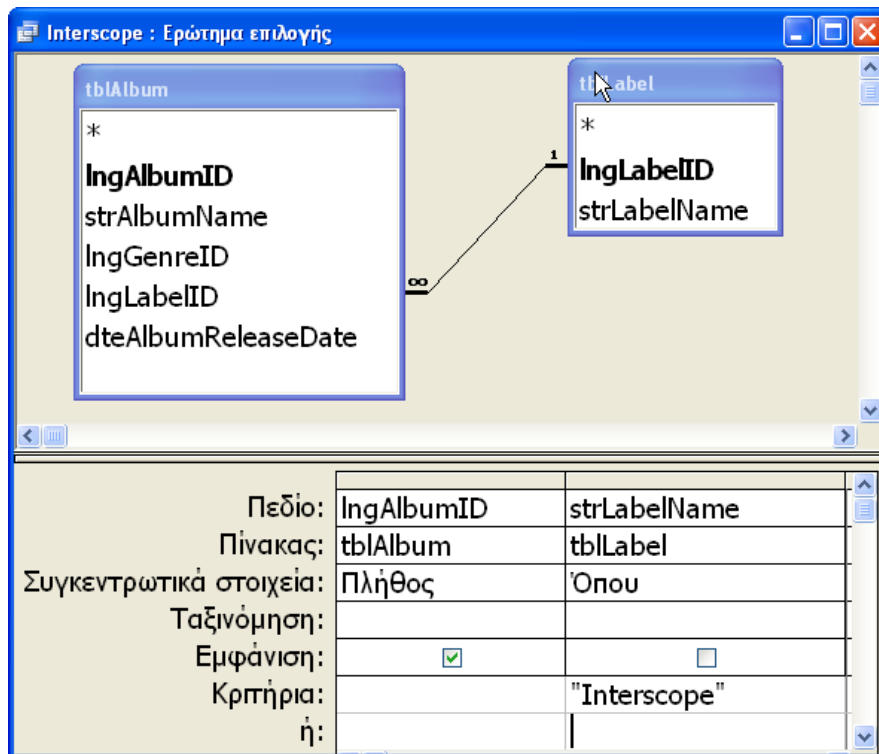 Interscope : Ερώτημα επιλογής
tblAlbum
*
lngAlbumID
strAlbumName
lngGenreID
lngLabelID
dteAlbumReleaseDate
∞
1
tblLabel
*
lngLabelID
strLabelName
Πεδίο: lngAlbumID strLabelName
Πίνακας: tblAlbum tblLabel
Συγκεντρωτικά στοιχεία: Πλήθος Όπου
Ταξινόμηση:
Εμφάνιση:
Κριτήρια: "Interscope"
ή: